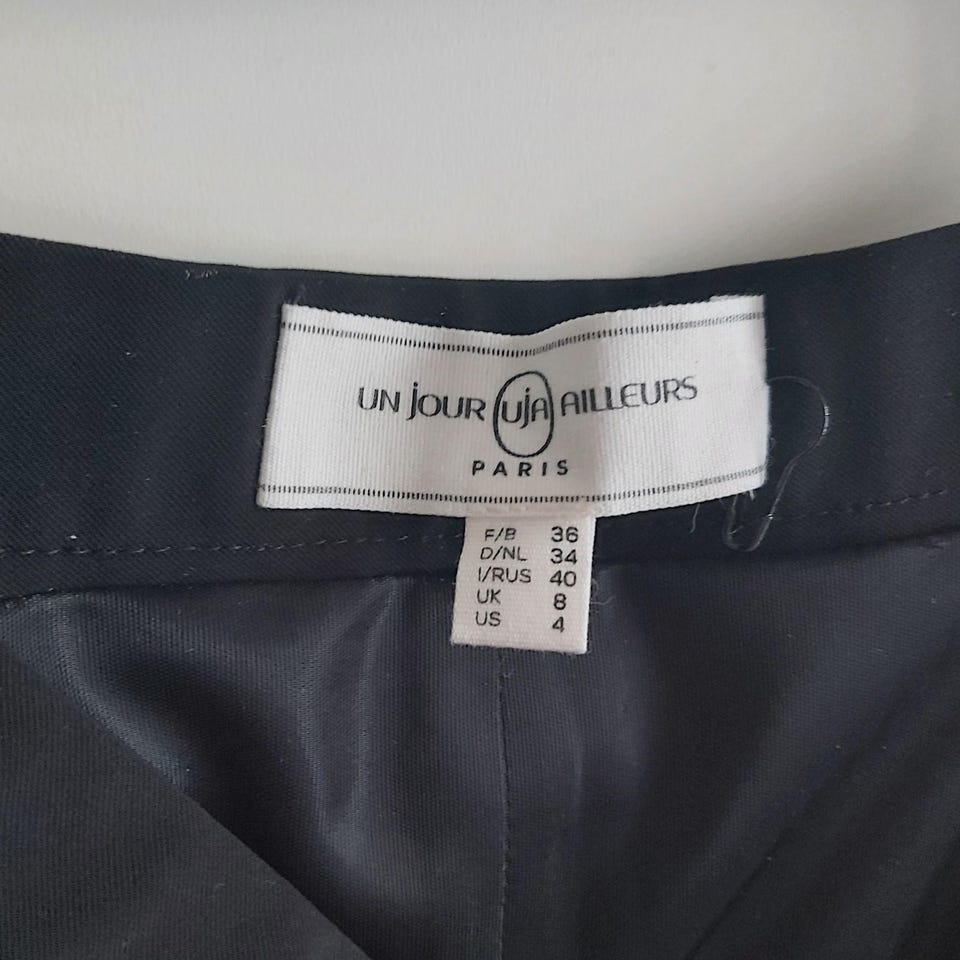 UN jOUR UjA AILLEURS
PARIS
F/B 36
D/NL 34
I/RUS 40
UK 8
US 4